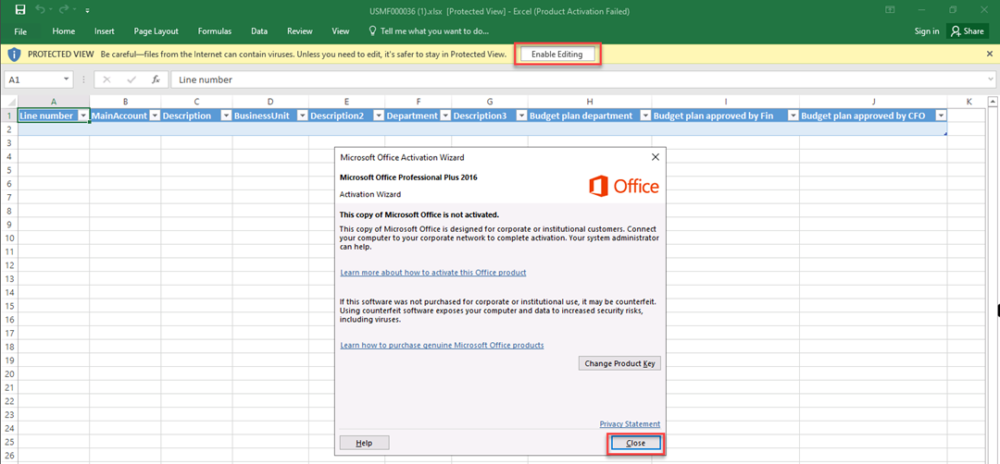 USMF000036 (1).xlsx [Protected View] - Excel (Product Activation Failed)
File Home Insert Page Layout Formulas Data Review View Tell me what you want to do... Sign in Share
PROTECTED VIEW Be careful—files from the Internet can contain viruses. Unless you need to edit, it's safer to stay in Protected View. Enable Editing
A1 fx Line number
A B C D E F G H I J K
1 Line number MainAccount Description BusinessUnit Description2 Department Description3 Budget plan department Budget plan approved by Fin Budget plan approved by CFO
2
3
4
5
6
7
8
9
10
11
12
13
14
15
16
17
18
19
20
21
22
23
24
25
26
Microsoft Office Activation Wizard
Microsoft Office Professional Plus 2016
Activation Wizard
Office
This copy of Microsoft Office is not activated.
This copy of Microsoft Office is designed for corporate or institutional customers. Connect
your computer to your corporate network to complete activation. Your system administrator
can help.
Learn more about how to activate this Office product
If this software was not purchased for corporate or institutional use, it may be counterfeit.
Using counterfeit software exposes your computer and data to increased security risks,
including viruses.
Learn how to purchase genuine Microsoft Office products
Change Product Key
Privacy Statement
Help Close